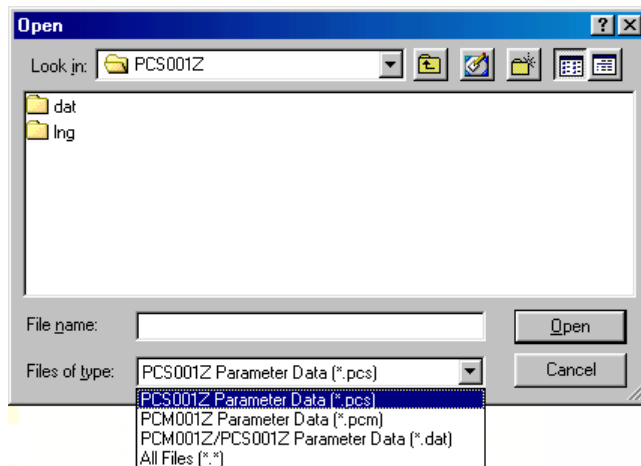 Open
Look in: PCS001Z
dat
lng
File name:
Open
Files of type: PCS001Z Parameter Data (*.pcs)
Cancel
PCS001Z Parameter Data (*.pcs)
PCM001Z Parameter Data (*.pcm)
PCM001Z/PCS001Z Parameter Data (*.dat)
All Files (*.*)